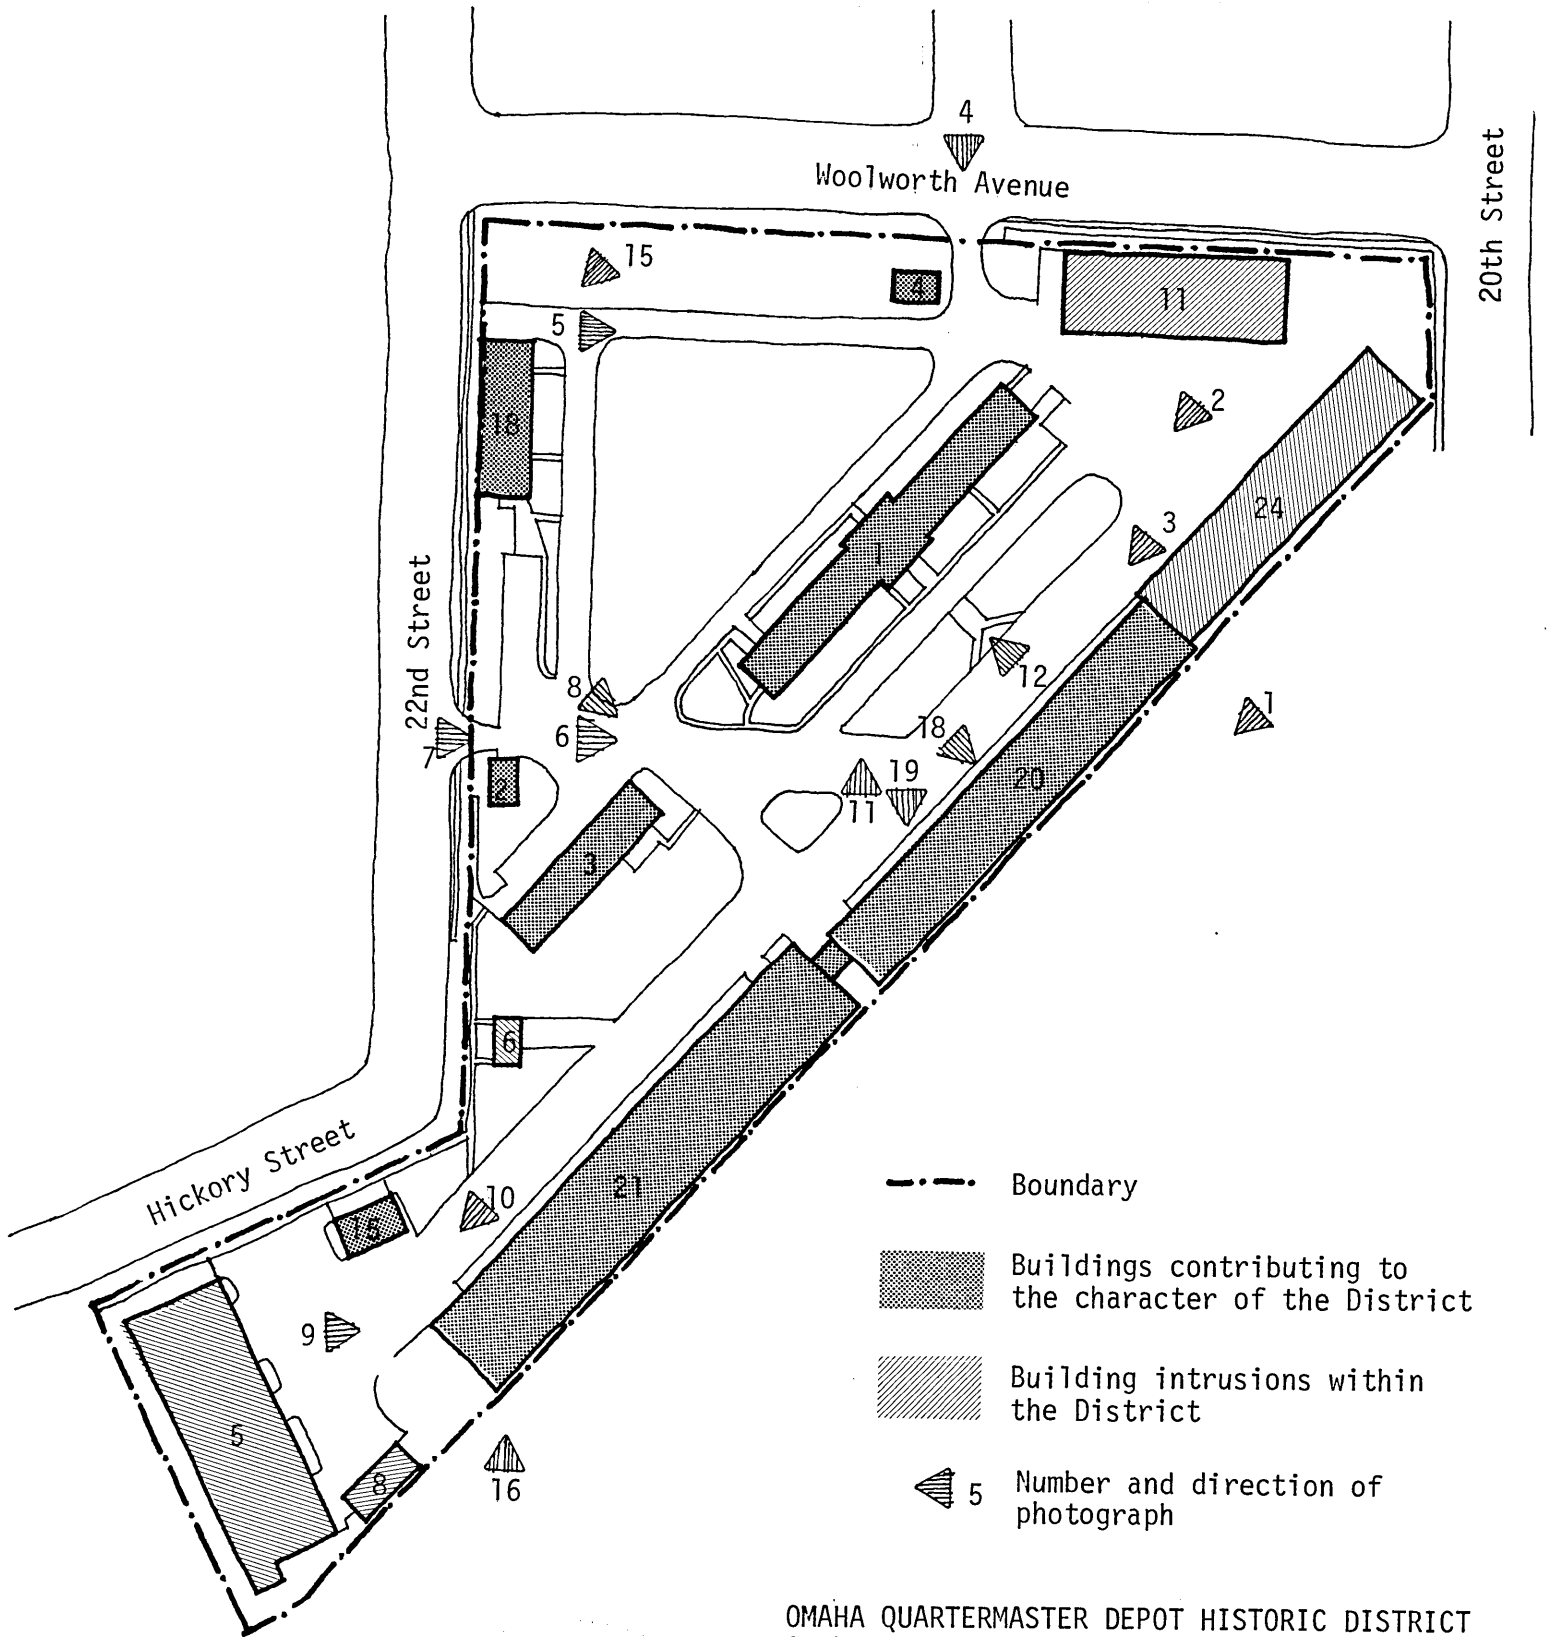 4
Woolworth Avenue
20th Street
15
4
11
5
18
2
1
24
3
22nd Street
12
8
6
7
1
18
2
19
11
20
3
6
Hickory Street
10
15
21
9
5
8
16
Boundary
Buildings contributing to
the character of the District
Building intrusions within
the District
5
Number and direction of
photograph
OMAHA QUARTERMASTER DEPOT HISTORIC DISTRICT